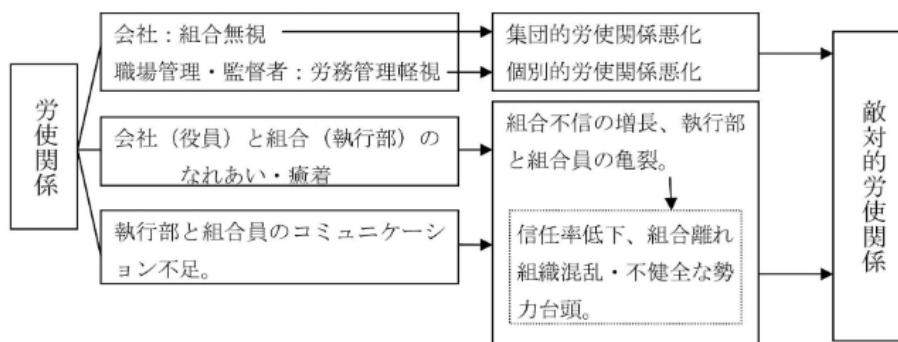 労使関係
会社：組合無視
職場管理・監督者：労務管理軽視
集団的労使関係悪化
個別的労使関係悪化
会社（役員）と組合（執行部）の
なれあい・癒着
執行部と組合員のコミュニケーシ
ョン不足。
組合不信の増長、執行部
と組合員の亀裂。
信任率低下、組合離れ
組織混乱・不健全な勢
力台頭。
敵対的労使関係